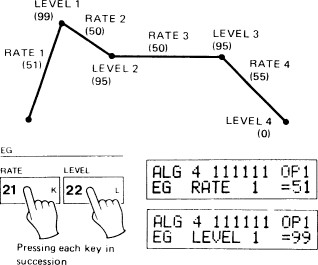 LEVEL 1
(99)
RATE 2
(50)
RATE 3
(50)
LEVEL 3
(95)
RATE 1
(51)
LEVEL 2
(95)
RATE 4
(55)
LEVEL 4
(0)
EG
RATE
LEVEL
21 K
22 L
Pressing each key in
succession
ALG 4 111111 OP1
EG RATE 1 =51
ALG 4 111111 OP1
EG LEVEL 1 =99